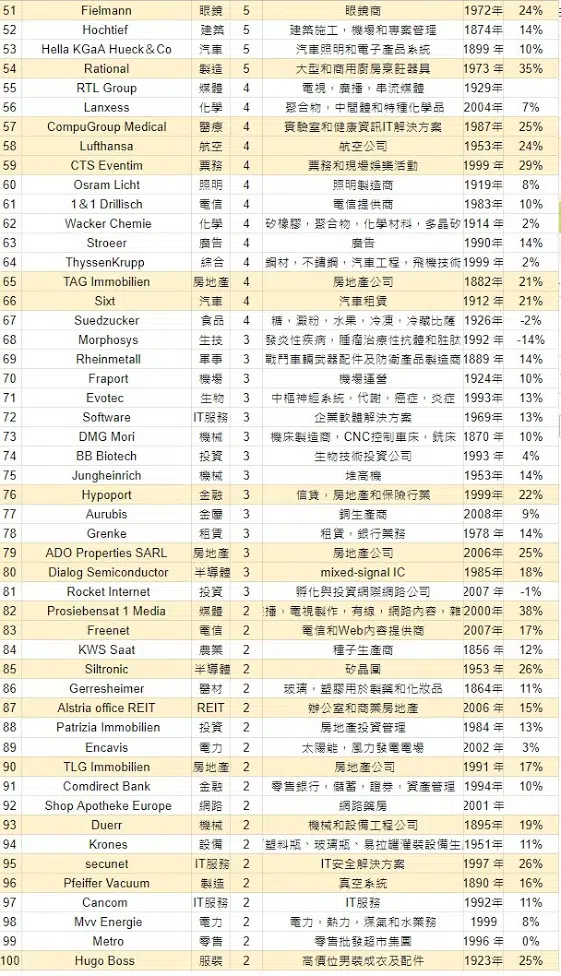 51 Fielmann 眼鏡 5 眼鏡商 1972年 24%
52 Hochtief 建築 5 建築施工，機場和專案管理 1874年 14%
53 Hella KGaA Hueck＆Co 汽車 5 汽車照明和電子產品系統 1899 年 10%
54 Rational 製造 5 大型和商用廚房烹飪器具 1973 年 35%
55 RTL Group 媒體 4 電視，廣播，串流媒體 1929年
56 Lanxess 化學 4 聚合物，中間體和特種化學品 2004年 7%
57 CompuGroup Medical 醫療 4 實驗室和健康資訊IT解決方案 1987年 25%
58 Lufthansa 航空 4 航空公司 1953年 24%
59 CTS Eventim 票務 4 票務和現場娛樂活動 1999 年 29%
60 Osram Licht 照明 4 照明製造商 1919年 8%
61 1＆1 Drillisch 電信 4 電信提供商 1983年 10%
62 Wacker Chemie 化學 4 矽橡膠，聚合物，化學材料，多晶矽 1914 年 2%
63 Stroeer 廣告 4 廣告 1990年 14%
64 ThyssenKrupp 綜合 4 鋼材，不鏽鋼，汽車工程，飛機技術 1999 年 2%
65 TAG Immobilien 房地產 4 房地產公司 1882年 21%
66 Sixt 汽車 4 汽車租賃 1912 年 21%
67 Suedzucker 食品 4 糖，澱粉，水果，冷凍，冷藏比薩 1926年 -2%
68 Morphosys 生技 3 發炎性疾病，腫瘤治療性抗體和胜肽 1992 年 -14%
69 Rheinmetall 軍事 3 戰鬥車輛武器配件及防衛產品製造商 1889 年 14%
70 Fraport 機場 3 機場運營 1924年 10%
71 Evotec 生物 3 中樞神經系統，代謝，癌症，炎症 1993年 13%
72 Software IT服務 3 企業軟體解決方案 1969年 13%
73 DMG Mori 機械 3 機床製造商，CNC控制車床，銑床 1870 年 10%
74 BB Biotech 投資 3 生物技術投資公司 1993 年 4%
75 Jungheinrich 機械 3 堆高機 1953年 14%
76 Hypoport 金融 3 信貸，房地產和保險行業 1999年 22%
77 Aurubis 金屬 3 銅生產商 2008年 9%
78 Grenke 租賃 3 租賃，銀行業務 1978 年 14%
79 ADO Properties SARL 房地產 3 房地產公司 2006年 25%
80 Dialog Semiconductor 半導體 3 mixed-signal IC 1985年 18%
81 Rocket Internet 投資 3 孵化與投資網際網路公司 2007 年 -1%
82 Prosiebensat 1 Media 媒體 2 播，電視製作，有線，網路內容，雜 2000年 38%
83 Freenet 電信 2 電信和Web內容提供商 2007年 17%
84 KWS Saat 農業 2 種子生產商 1856 年 12%
85 Siltronic 半導體 2 矽晶圓 1953 年 26%
86 Gerresheimer 醫材 2 玻璃，塑膠用於製藥和化妝品 1864年 11%
87 Alstria office REIT REIT 2 辦公室和商業房地產 2006 年 15%
88 Patrizia Immobilien 投資 2 房地產投資管理 1984 年 13%
89 Encavis 電力 2 太陽能，風力發電電場 2002 年 3%
90 TLG Immobilien 房地產 2 房地產公司 1991 年 17%
91 Comdirect Bank 金融 2 零售銀行，儲蓄，證券，資產管理 1994年 10%
92 Shop Apotheke Europe 網路 2 網路藥房 2001 年
93 Duerr 機械 2 機械和設備工程公司 1895年 19%
94 Krones 設備 2 塑料瓶、玻璃瓶、易拉罐灌裝設備生 1951年 11%
95 secunet IT服務 2 IT安全解決方案 1997 年 26%
96 Pfeiffer Vacuum 製造 2 真空系統 1890 年 16%
97 Cancom IT服務 2 IT服務 1992年 11%
98 Mvv Energie 電力 2 電力，熱力，煤氣和水業務 1999 8%
99 Metro 零售 2 零售批發超市集團 1996 年 0%
100 Hugo Boss 服裝 2 高價位男裝成衣及配件 1923年 25%